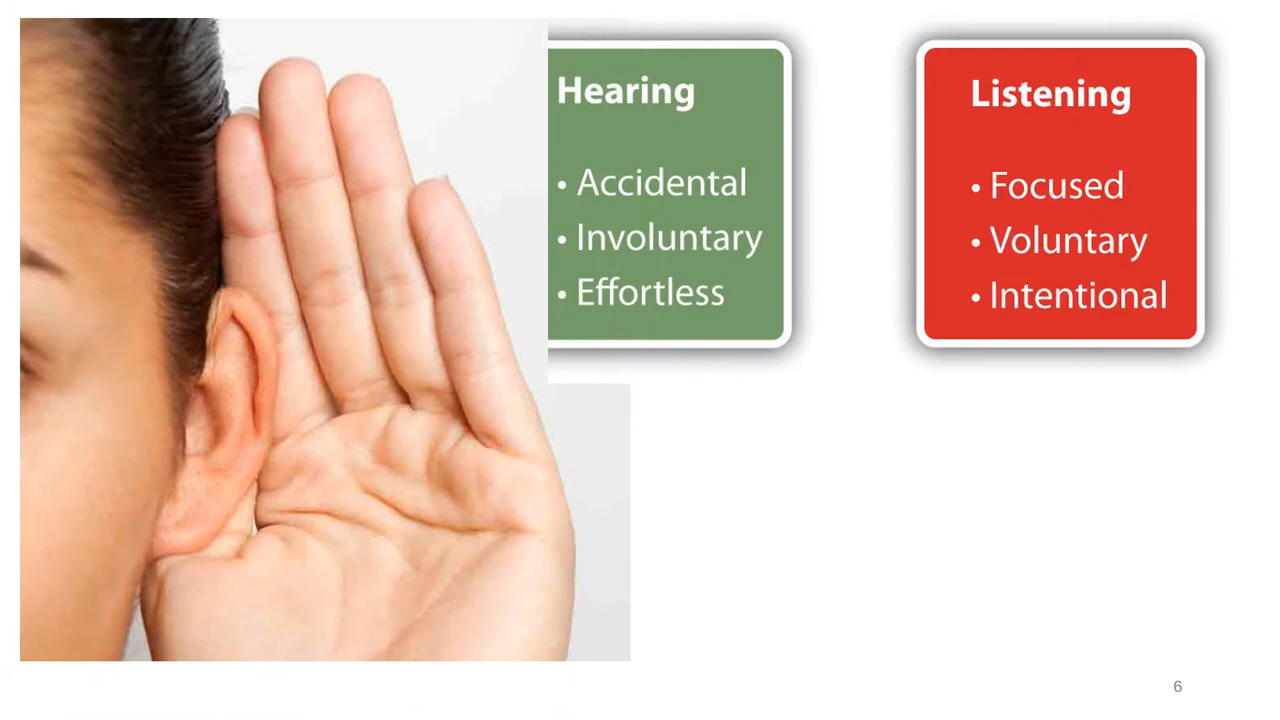 Hearing
• Accidental
• Involuntary
• Effortless
Listening
• Focused
• Voluntary
• Intentional
6